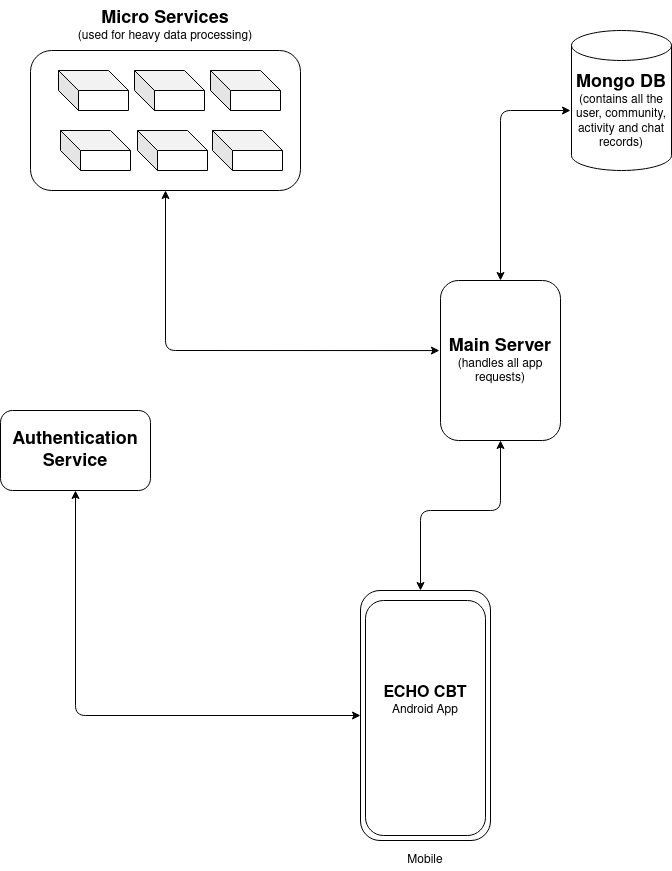 Micro Services
(used for heavy data processing)
Mongo DB
(contains all the
user, community,
activity and chat
records)
Main Server
(handles all app
requests)
Authentication
Service
ECHO CBT
Android App
Mobile